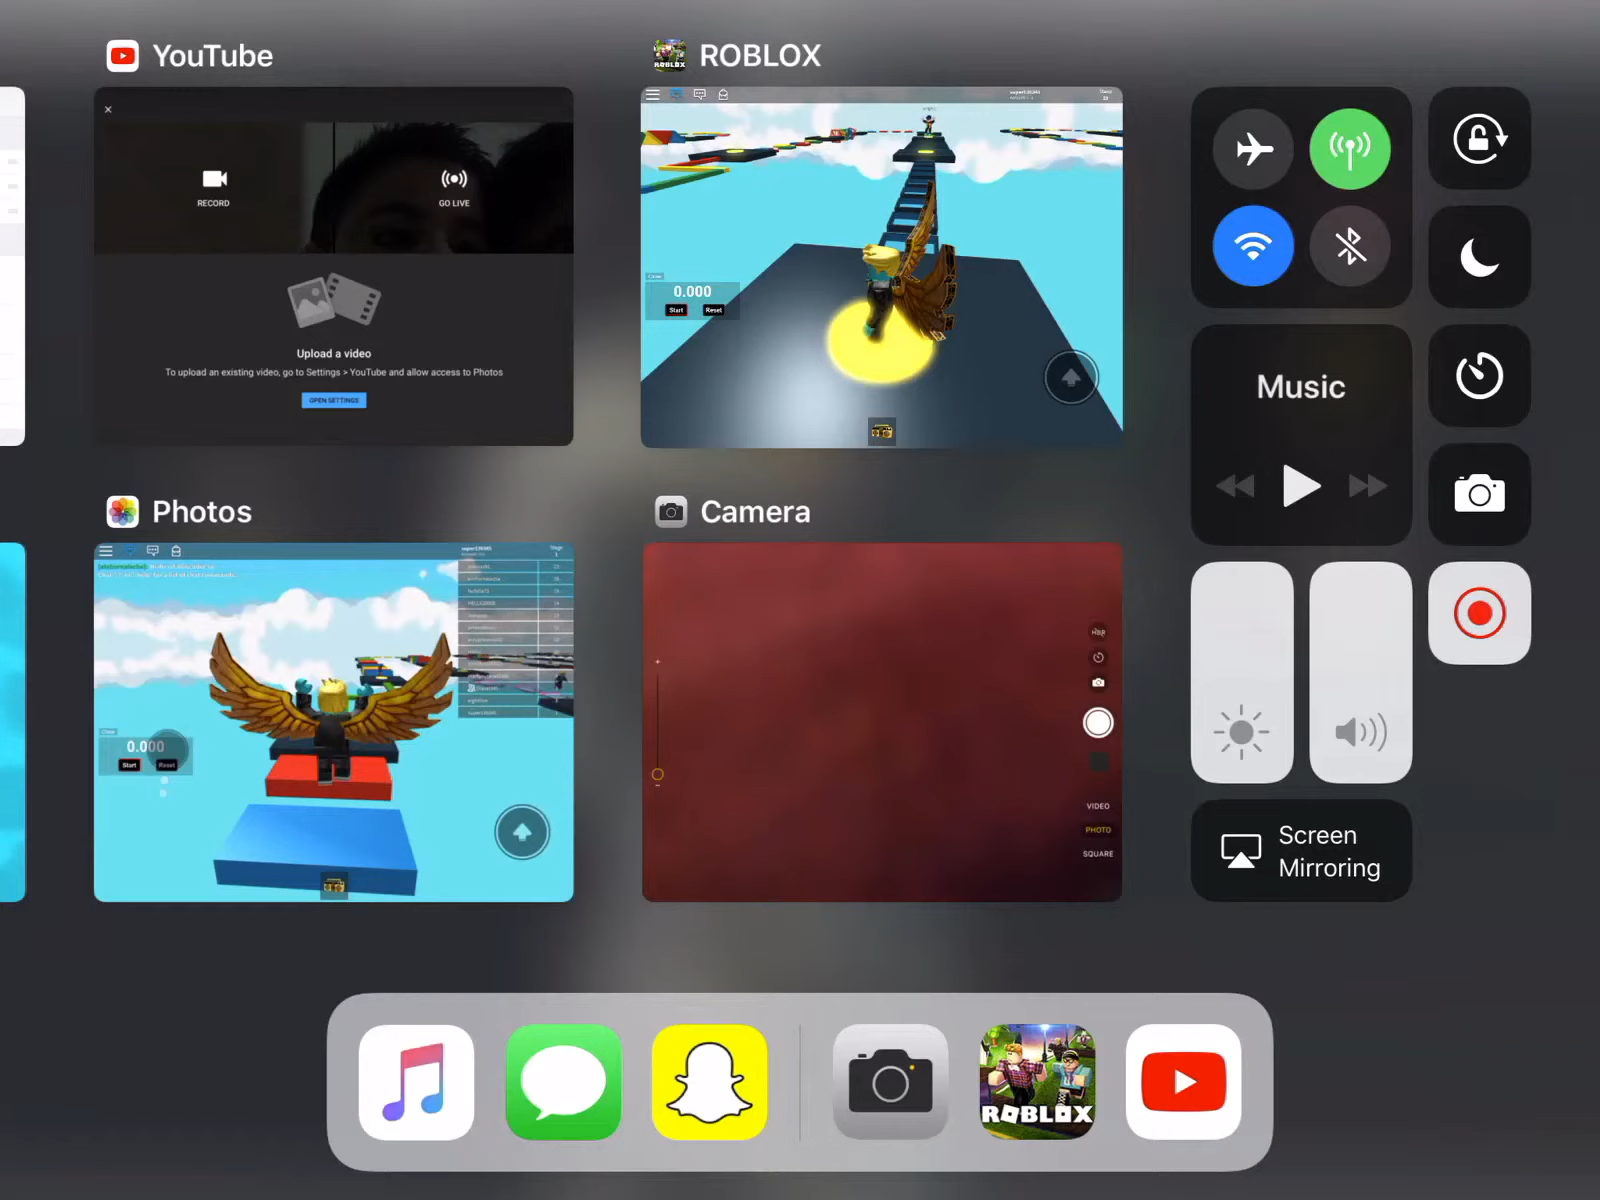 YouTube
ROBLOX
RECORD
GO LIVE
Upload a video
To upload an existing video, go to Settings > YouTube and allow access to Photos
OPEN SETTINGS
0.000
Start
Reset
Music
Photos
Camera
Stage
0.000
Start
Reset
HDR
VIDEO
PHOTO
SQUARE
Screen
Mirroring
ROBLOX